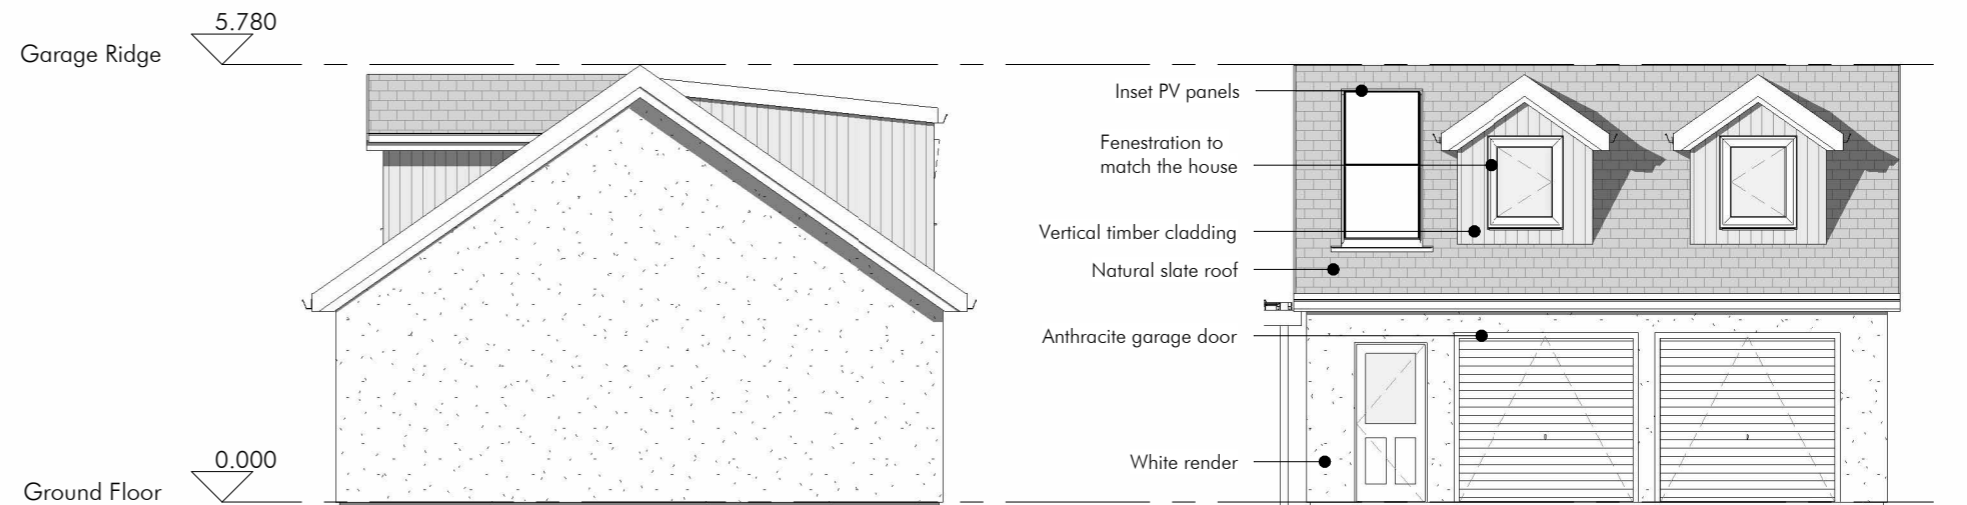 5.780
Garage Ridge
0.000
Ground Floor
Inset PV panels
Fenestration to
match the house
Vertical timber cladding
Natural slate roof
Anthracite garage door
White render